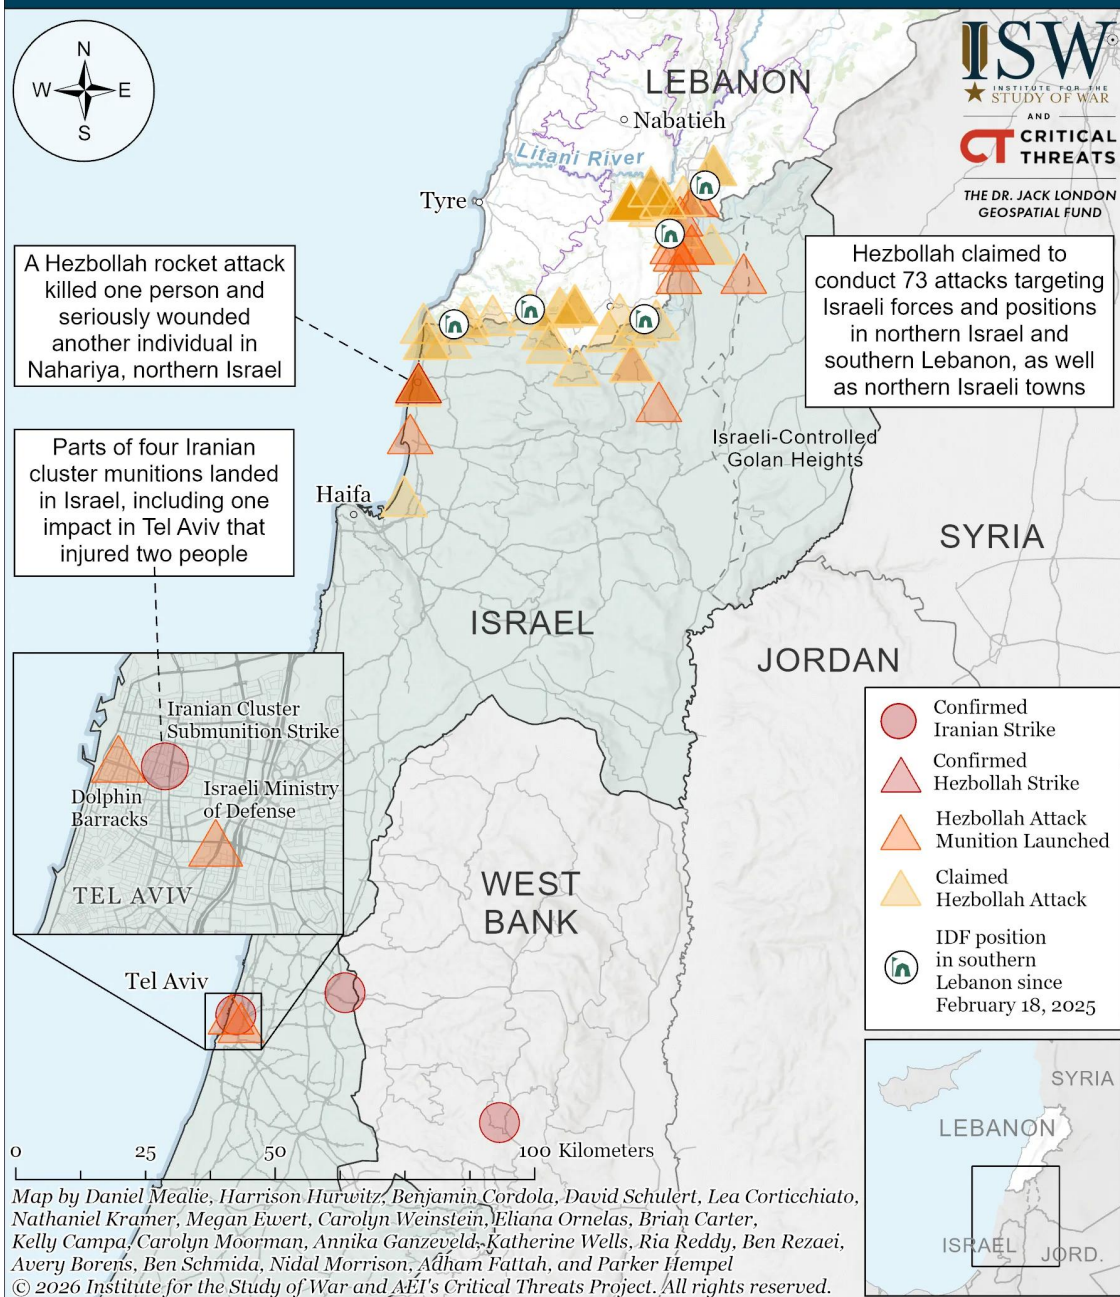 N
W
E
S
ISW
INSTITUTE FOR THE
STUDY OF WAR
AND
CT CRITICAL
THREATS
THE DR. JACK LONDON
GEOSPATIAL FUND
LEBANON
Nabatieh
Litani River
Tyre
A Hezbollah rocket attack
killed one person and
seriously wounded
another individual in
Nahariya, northern Israel
Hezbollah claimed to
conduct 73 attacks targeting
Israeli forces and positions
in northern Israel and
southern Lebanon, as well
as northern Israeli towns
Parts of four Iranian
cluster munitions landed
in Israel, including one
impact in Tel Aviv that
injured two people
Israeli-Controlled
Golan Heights
Haifa
SYRIA
ISRAEL
JORDAN
Iranian Cluster
Submunition Strike
Dolphin
Barracks
Israeli Ministry
of Defense
TEL AVIV
WEST
BANK
Tel Aviv
Confirmed
Iranian Strike
Confirmed
Hezbollah Strike
Hezbollah Attack
Munition Launched
Claimed
Hezbollah Attack
IDF position
in southern
Lebanon since
February 18, 2025
SYRIA
LEBANON
ISRAEL
JORD.
0 25 50 100 Kilometers
Map by Daniel Mealie, Harrison Hurwitz, Benjamin Cordola, David Schulert, Lea Corticchiato,
Nathaniel Kramer, Megan Ewert, Carolyn Weinstein, Eliana Ornelas, Brian Carter,
Kelly Campa, Carolyn Moorman, Annika Ganzeveld, Katherine Wells, Ria Reddy, Ben Rezaei,
Avery Borens, Ben Schmida, Nidal Morrison, Adham Fattah, and Parker Hempel
© 2026 Institute for the Study of War and AEI's Critical Threats Project. All rights reserved.